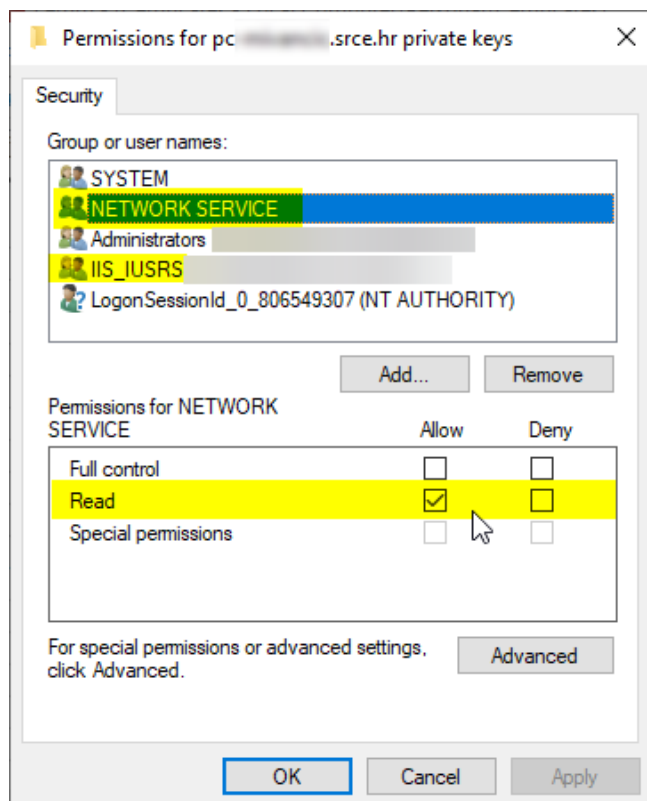 Permissions for pc .srce.hr private keys
Security
Group or user names:
SYSTEM
NETWORK SERVICE
Administrators
IIS_IUSRS
LogonSessionId_0_806549307 (NT AUTHORITY)
Add...
Remove
Permissions for NETWORK
SERVICE
Allow
Deny
Full control
Read
Special permissions
For special permissions or advanced settings,
click Advanced.
Advanced
OK
Cancel
Apply